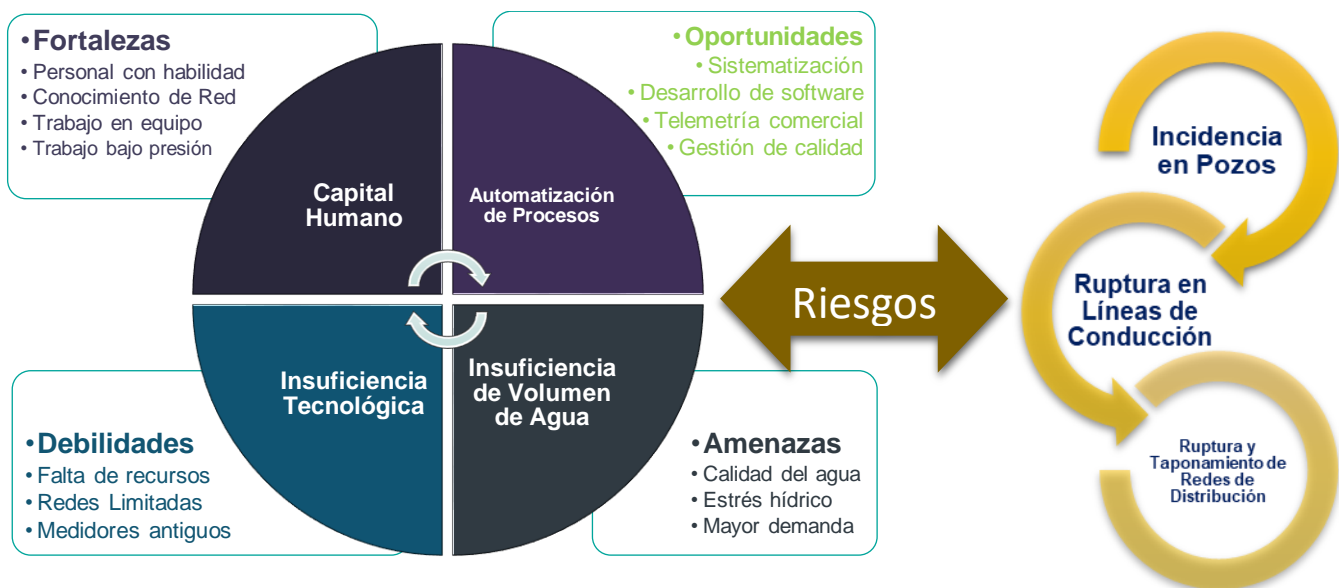 •Fortalezas
• Personal con habilidad
• Conocimiento de Red
• Trabajo en equipo
• Trabajo bajo presión
•Oportunidades
• Sistematización
• Desarrollo de software
• Telemetría comercial
• Gestión de calidad
Capital
Humano
Automatización
de Procesos
Insuficiencia
Tecnológica
Insuficiencia
de Volumen
de Agua
•Debilidades
• Falta de recursos
• Redes Limitadas
• Medidores antiguos
•Amenazas
• Calidad del agua
• Estrés hídrico
• Mayor demanda
Riesgos
Incidencia
en Pozos
Ruptura en
Líneas de
Conducción
Ruptura y
Taponamiento de
Redes de
Distribución